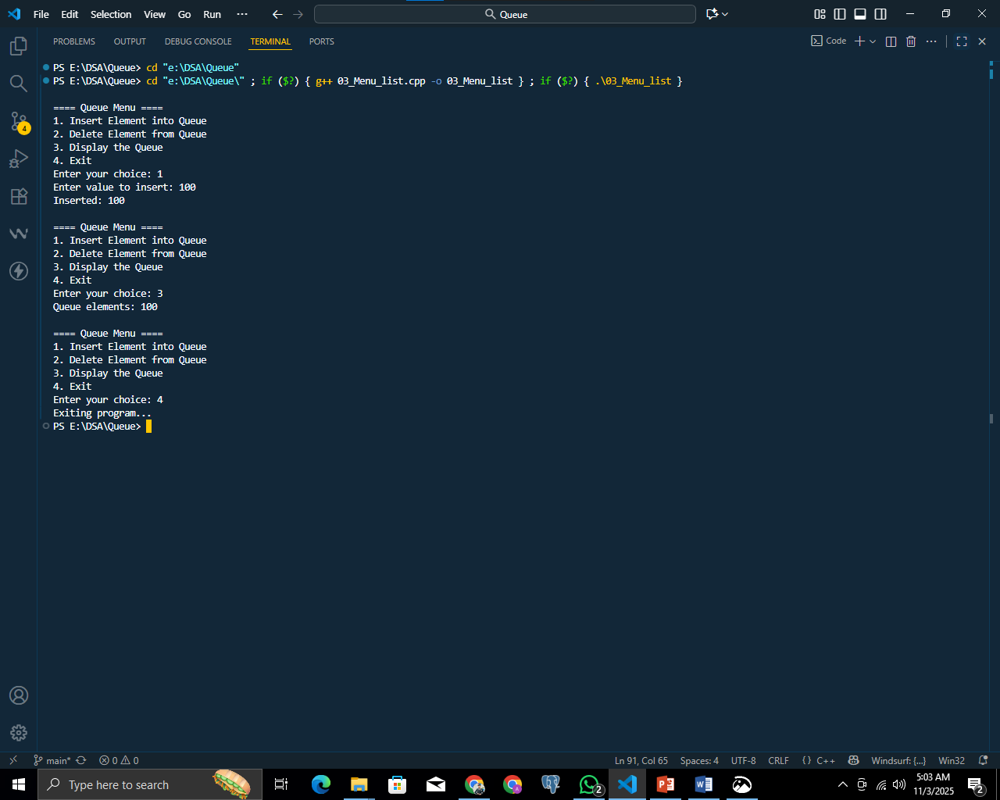 File Edit Selection View Go Run ··· Queue
PROBLEMS OUTPUT DEBUG CONSOLE TERMINAL PORTS Code
PS E:\DSA\Queue> cd "e:\DSA\Queue"
PS E:\DSA\Queue> cd "e:\DSA\Queue\" ; if ($?) { g++ 03_Menu_list.cpp -o 03_Menu_list } ; if ($?) { .\03_Menu_list }
==== Queue Menu ====
1. Insert Element into Queue
2. Delete Element from Queue
3. Display the Queue
4. Exit
Enter your choice: 1
Enter value to insert: 100
Inserted: 100
==== Queue Menu ====
1. Insert Element into Queue
2. Delete Element from Queue
3. Display the Queue
4. Exit
Enter your choice: 3
Queue elements: 100
==== Queue Menu ====
1. Insert Element into Queue
2. Delete Element from Queue
3. Display the Queue
4. Exit
Enter your choice: 4
Exiting program...
PS E:\DSA\Queue>
4
main* 0 0 Ln 91, Col 65 Spaces: 4 UTF-8 CRLF {} C++ Windsurf: {...} Win32
Type here to search 2 5:03 AM
11/3/2025 2